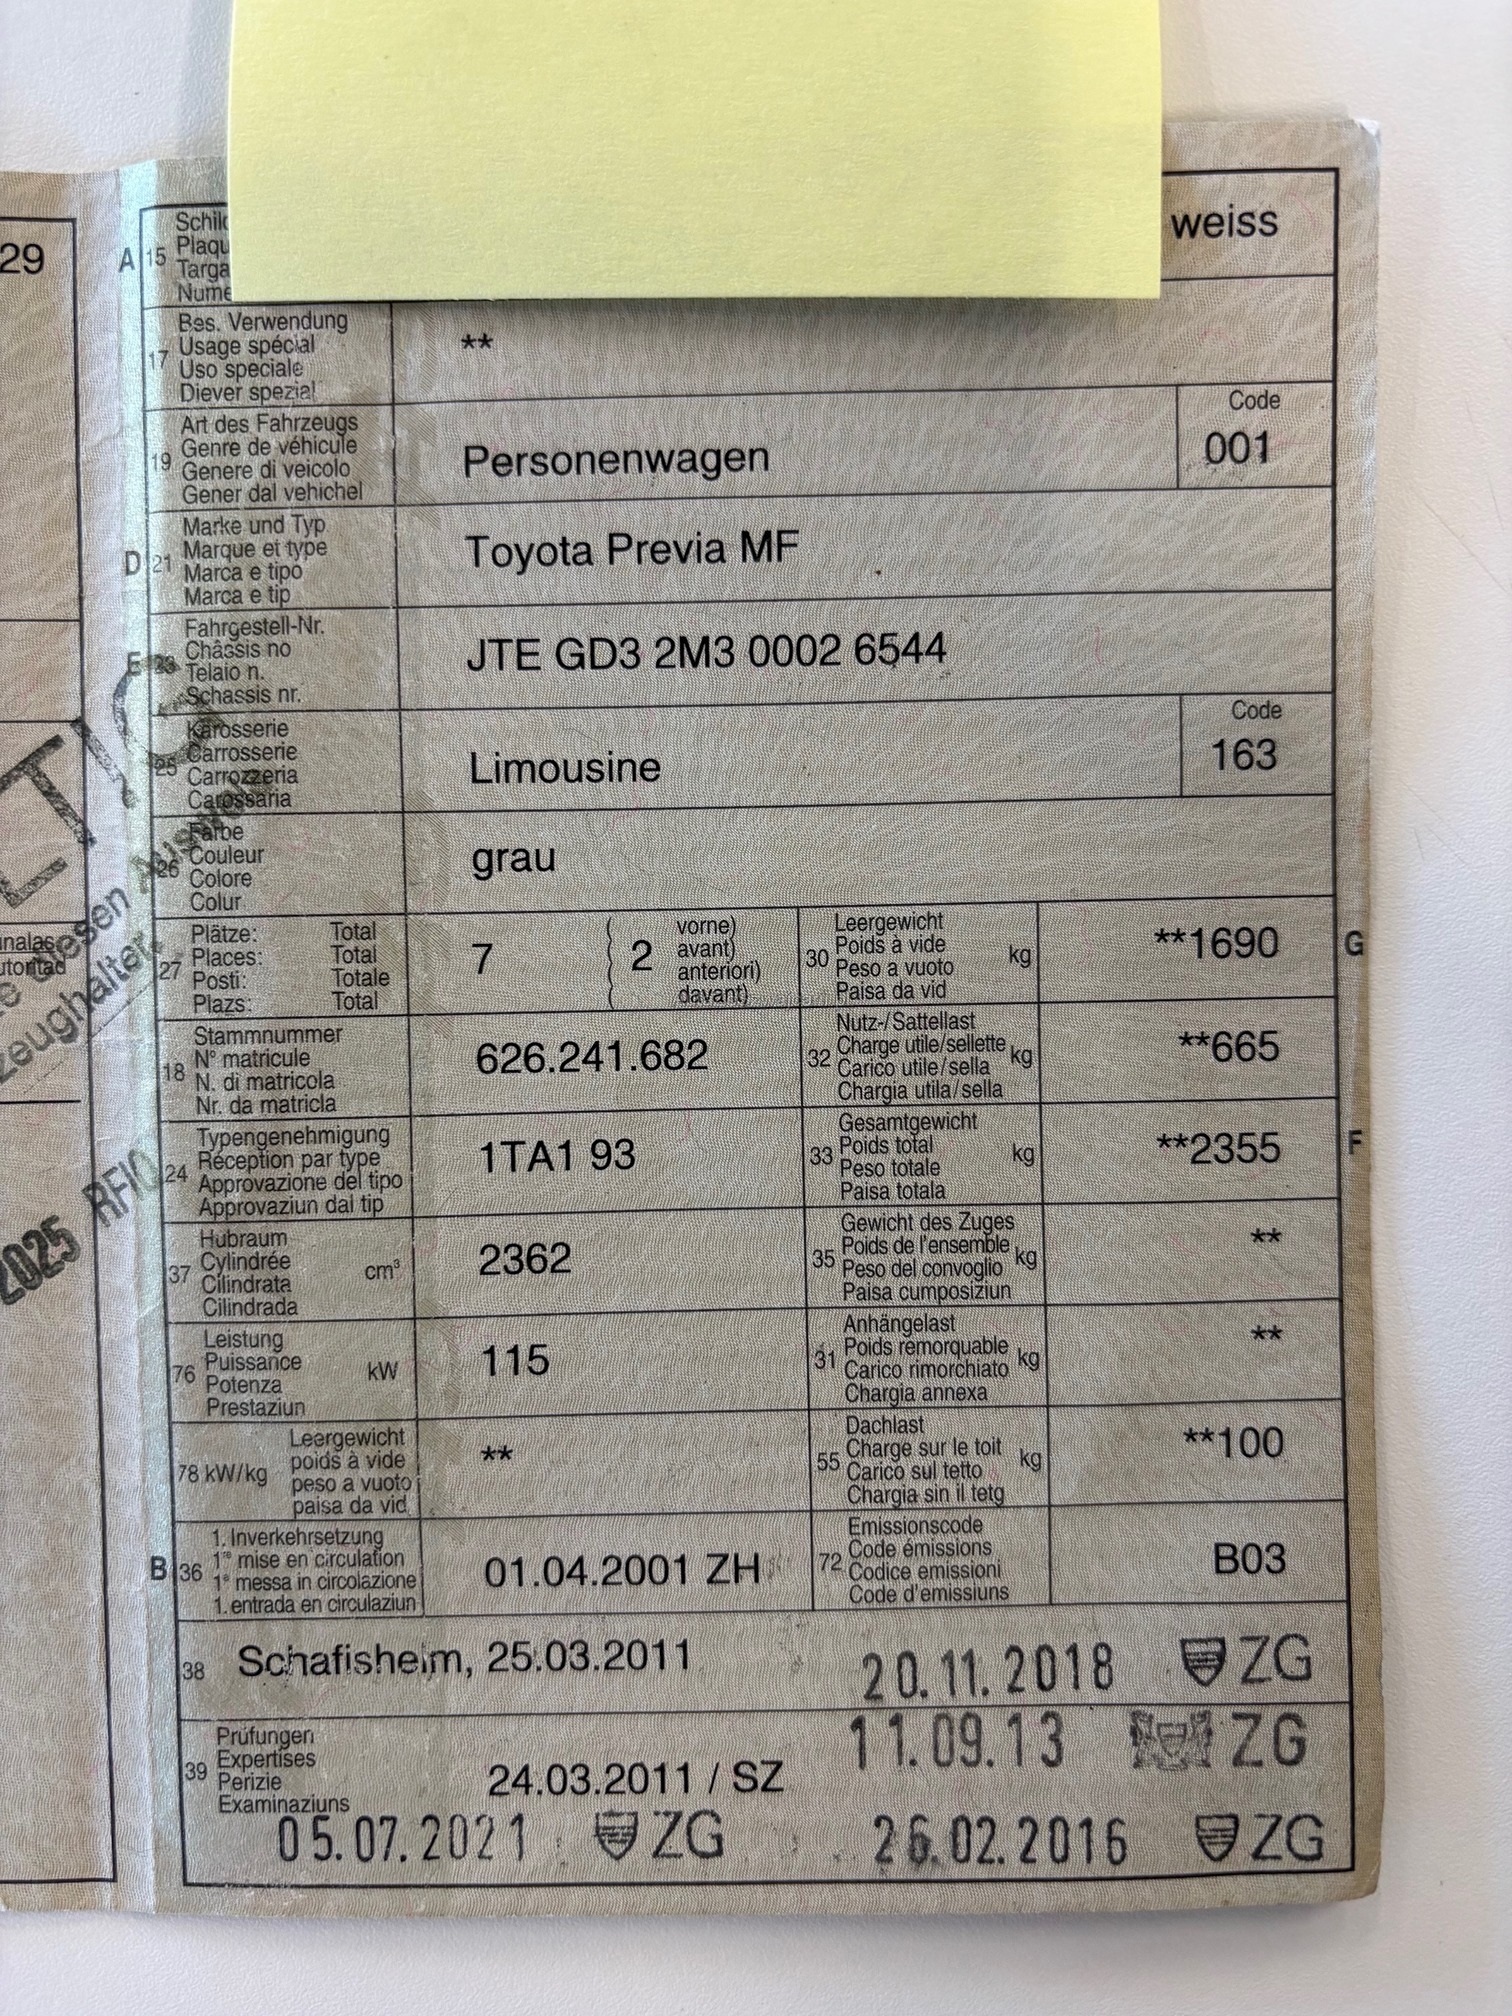 29
A 15 weiss
17 Bes. Verwendung
Usage spécial
Uso speciale
Diever spezial
**
19 Art des Fahrzeugs
Genre de véhicule
Genere di veicolo
Gener dal vehichel
Personenwagen
Code
001
D 21 Marke und Typ
Marque et type
Marca e tipo
Marca e tip
Toyota Previa MF
E 23 Fahrgestell-Nr.
Châssis no
Telaio n.
Schassis nr.
JTE GD3 2M3 0002 6544
25 Karosserie
Carrosserie
Carrozzeria
Carossaria
Limousine
Code
163
26 Farbe
Couleur
Colore
Colur
grau
27 Plätze: Total
Places: Total
Posti: Totale
Plazs: Total
7 ( 2 vorne)
avant)
anteriori)
davant)
30 Leergewicht
Poids à vide kg
Peso a vuoto
Paisa da vid
**1690 G
18 Stammnummer
N° matricule
N. di matricola
Nr. da matricla
626.241.682
32 Nutz-/Sattellast
Charge utile/sellette kg
Carico utile/sella
Chargia utila/sella
**665
24 Typengenehmigung
Réception par type
Approvazione del tipo
Approvaziun dal tip
1TA1 93
33 Gesamtgewicht
Poids total kg
Peso totale
Paisa totala
**2355 F
37 Hubraum
Cylindrée cm³
Cilindrata
Cilindrada
2362
35 Gewicht des Zuges
Poids de l'ensemble kg
Peso del convoglio
Paisa cumposiziun
**
76 Leistung
Puissance kW
Potenza
Prestaziun
115
31 Anhängelast
Poids remorquable kg
Carico rimorchiato
Chargia annexa
**
78 kW/kg Leergewicht
poids à vide
peso a vuoto
paisa da vid.
**
55 Dachlast
Charge sur le toit kg
Carico sul tetto
Chargia sin il tetg
**100
B 36 1. Inverkehrsetzung
1re mise en circulation
1a messa in circolazione
1. entrada en circulaziun
01.04.2001 ZH
72 Emissionscode
Code émissions
Codice emissioni
Code d'emissiuns
B03
38 Schafisheim, 25.03.2011
20.11.2018 ZG
39 Prüfungen
Expertises
Perizie
Examinaziuns
24.03.2011 / SZ
11.09.13 ZG
05.07.2021 ZG
26.02.2016 ZG
diesen Ausweis
2025